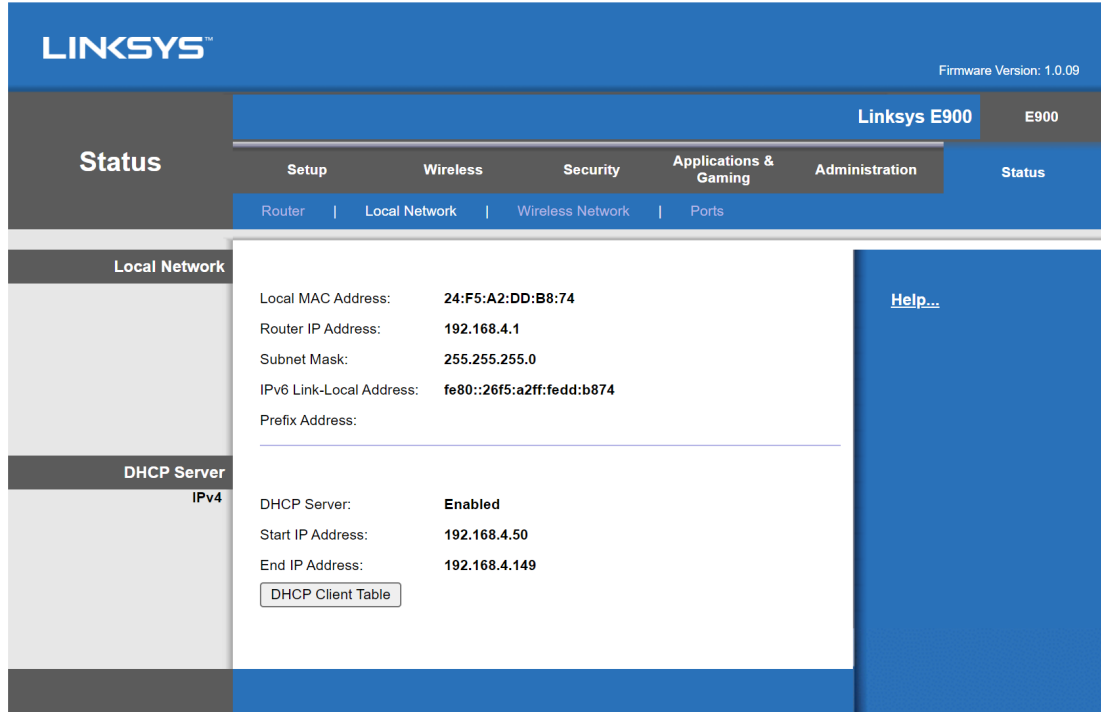 LINKSYS™
Firmware Version: 1.0.09
Linksys E900 E900
Status
Setup Wireless Security Applications & Gaming Administration Status
Router | Local Network | Wireless Network | Ports
Local Network
Local MAC Address: 24:F5:A2:DD:B8:74
Help...
Router IP Address: 192.168.4.1
Subnet Mask: 255.255.255.0
IPv6 Link-Local Address: fe80::26f5:a2ff:fedd:b874
Prefix Address:
DHCP Server
IPv4
DHCP Server: Enabled
Start IP Address: 192.168.4.50
End IP Address: 192.168.4.149
DHCP Client Table